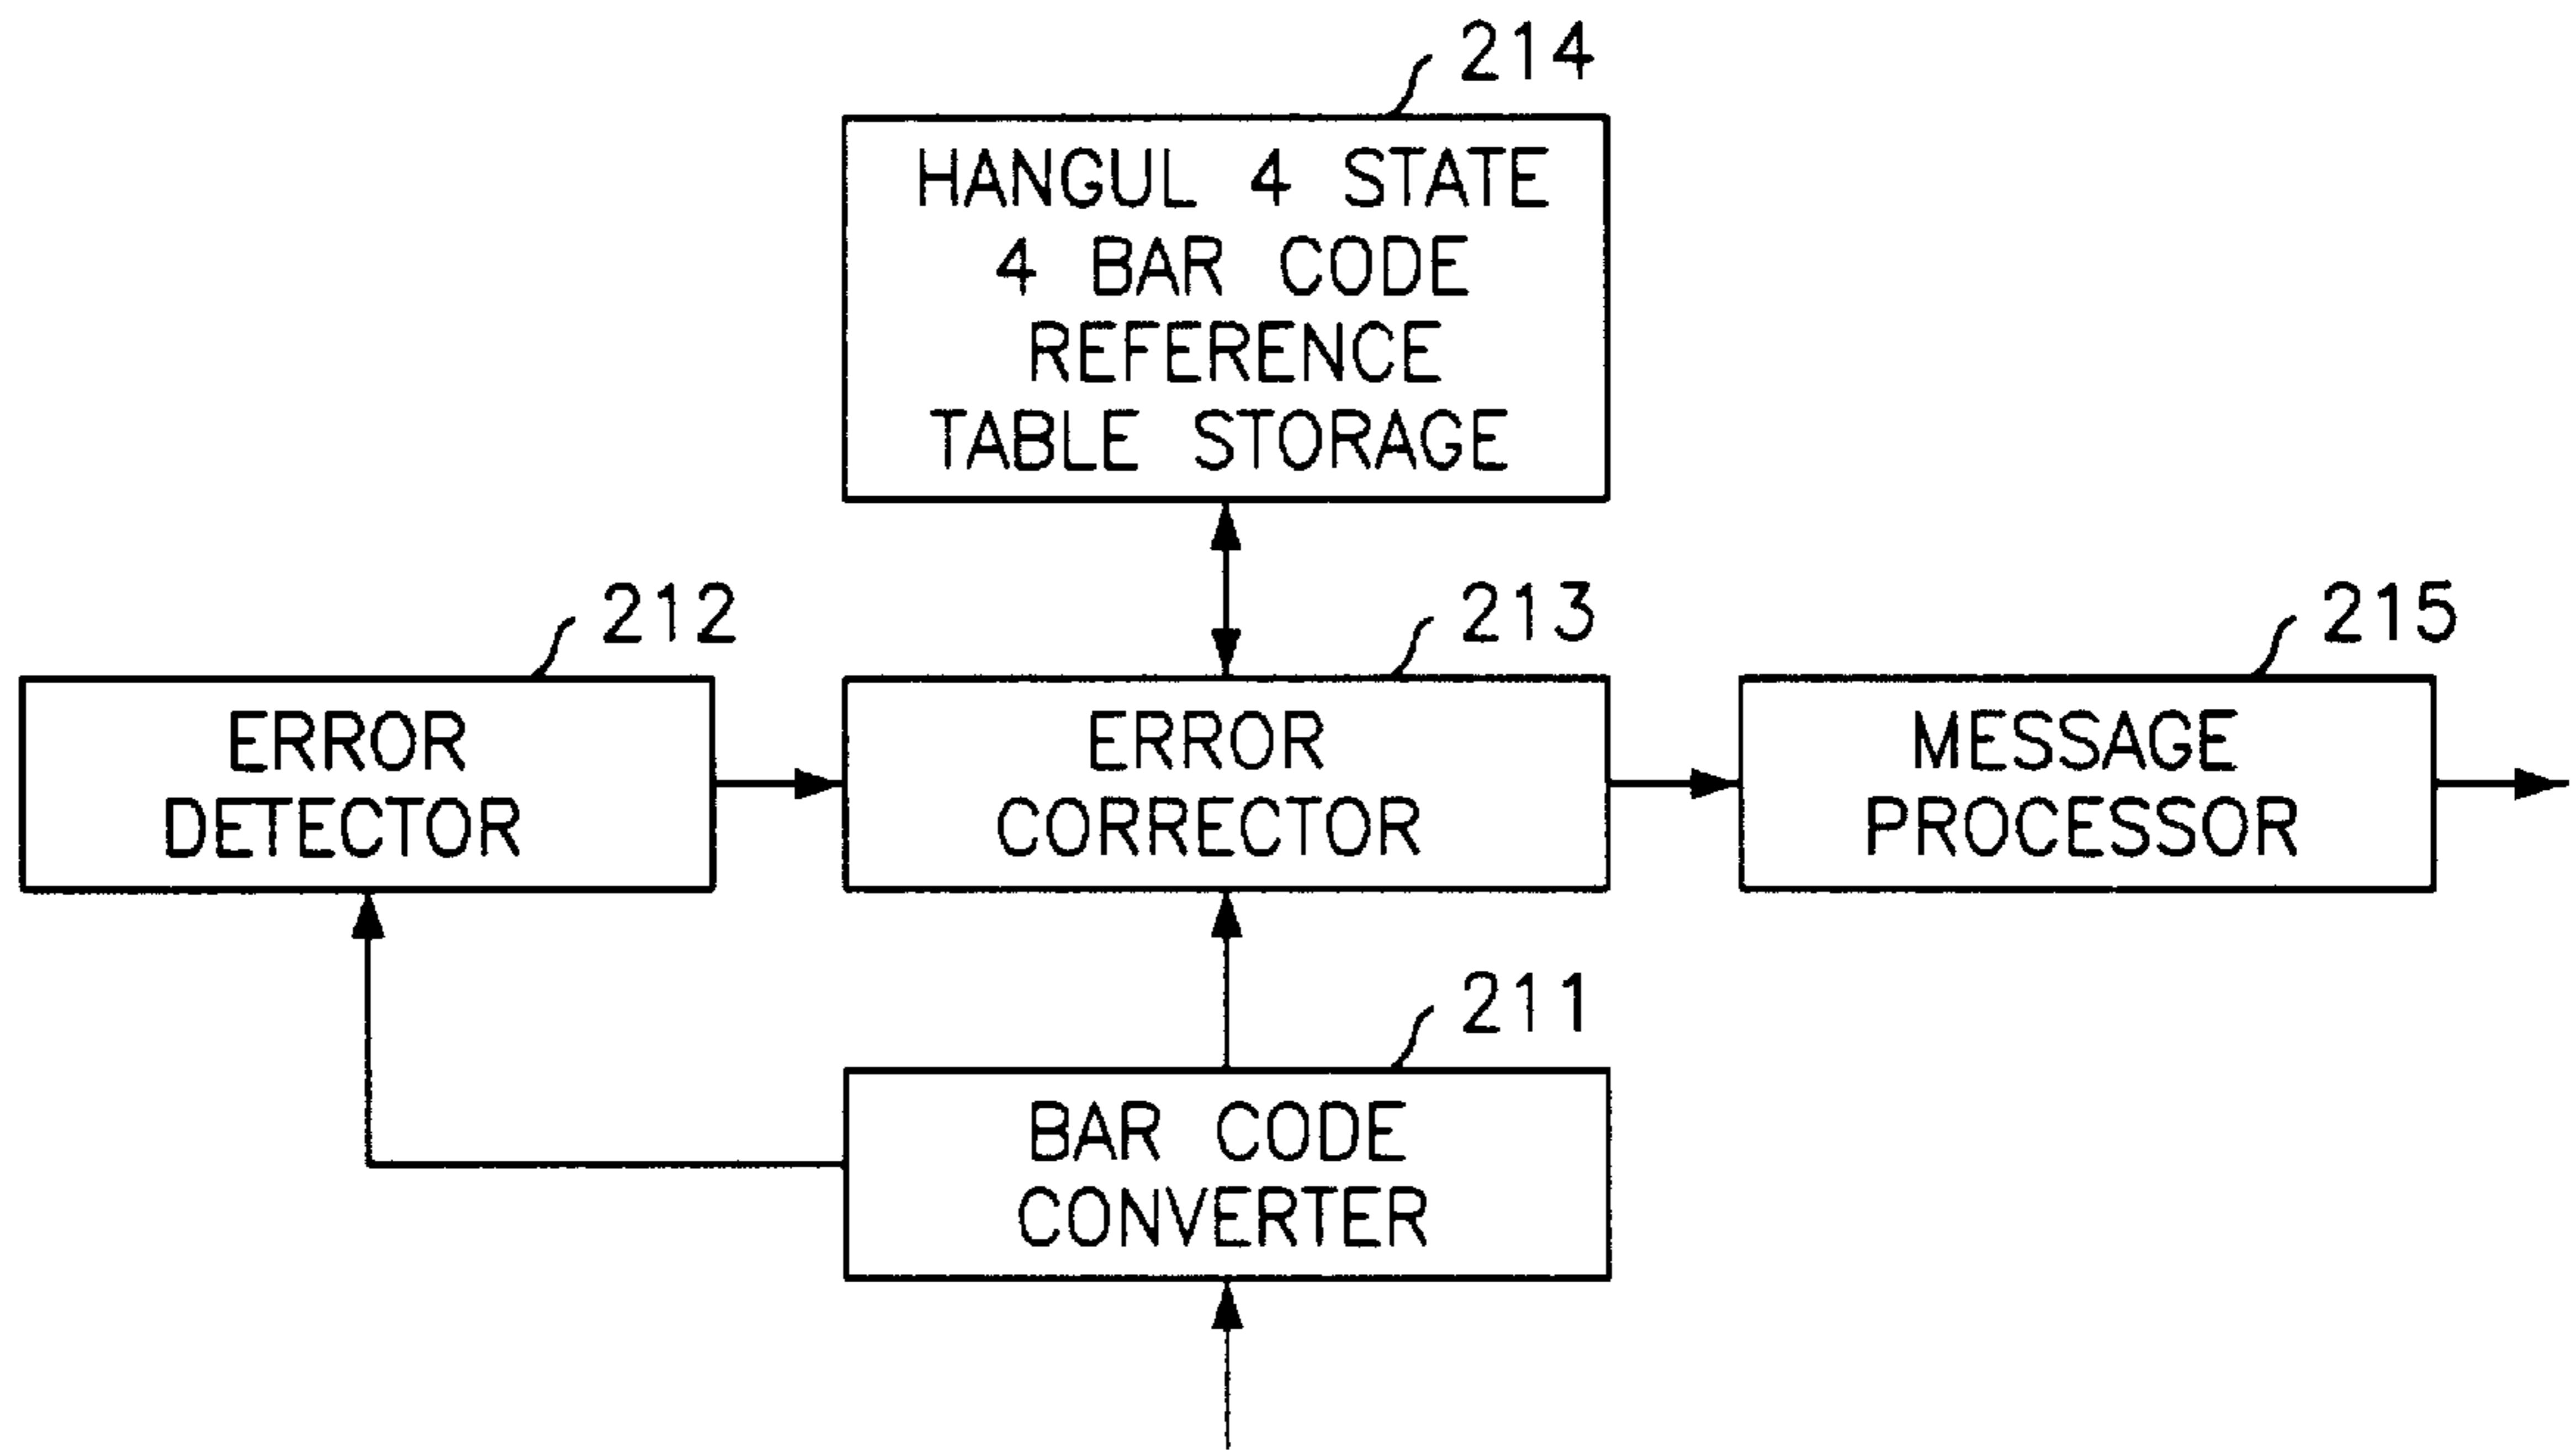 214
HANGUL 4 STATE
4 BAR CODE
REFERENCE
TABLE STORAGE
212
ERROR
DETECTOR
213
ERROR
CORRECTOR
215
MESSAGE
PROCESSOR
211
BAR CODE
CONVERTER